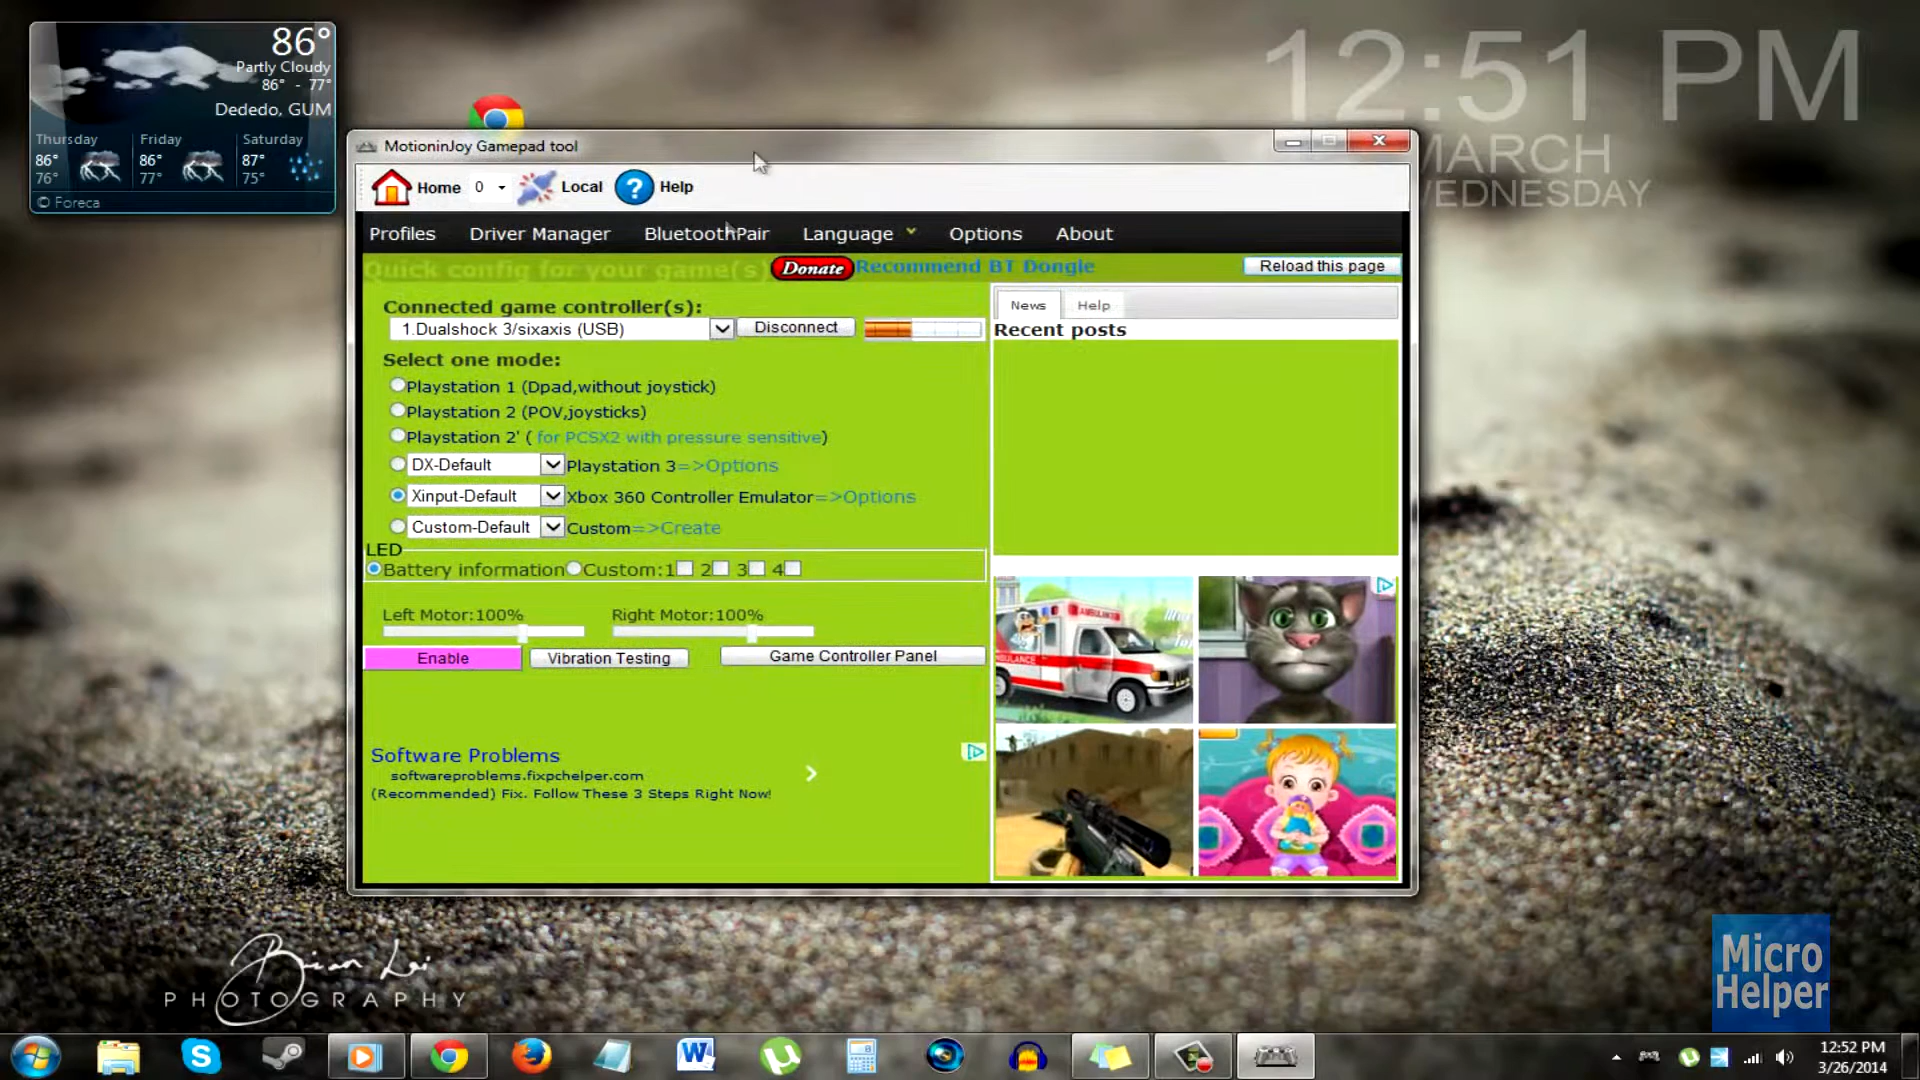 86°
Partly Cloudy
86° - 77°
Dededo, GUM
Thursday Friday Saturday
86° 86° 87°
76° 77° 75°
© Foreca
12:51 PM
MARCH
WEDNESDAY
MotioninJoy Gamepad tool
Home 0 Local ? Help
Profiles Driver Manager BluetoothPair Language Options About
Quick config for your game(s) Donate Recommend BT Dongle Reload this page
Connected game controller(s):
1.Dualshock 3/sixaxis (USB) Disconnect
Select one mode:
Playstation 1 (Dpad,without joystick)
Playstation 2 (POV,joysticks)
Playstation 2' ( for PCSX2 with pressure sensitive)
DX-Default Playstation 3=>Options
Xinput-Default Xbox 360 Controller Emulator=>Options
Custom-Default Custom=>Create
LED
Battery information Custom:1 2 3 4
Left Motor:100% Right Motor:100%
Enable Vibration Testing Game Controller Panel
Software Problems
softwareproblems.fixpchelper.com
(Recommended) Fix. Follow These 3 Steps Right Now!
News Help
Recent posts
AMBULANCE
Brian Lai
PHOTOGRAPHY
Micro
Helper
12:52 PM
3/26/2014